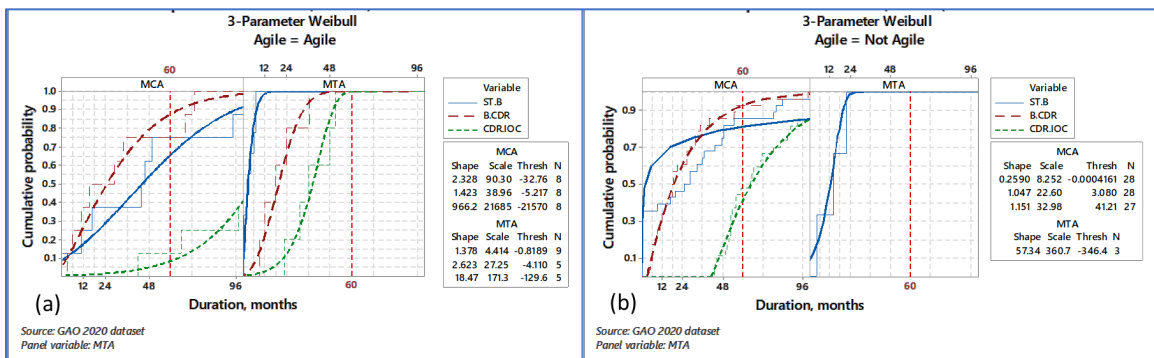 3-Parameter Weibull
Agile = Agile
12 24 48 96
60
MCA MTA
Cumulative probability
1.0
0.9
0.8
0.7
0.6
0.5
0.4
0.3
0.2
0.1
12 24 48 96
60
Duration, months
(a)
Variable
ST.B
B.CDR
CDR.IOC
MCA
Shape Scale Thresh N
2.328 90.30 -32.76 8
1.423 38.96 -5.217 8
966.2 21685 -21570 8
MTA
Shape Scale Thresh N
1.378 4.414 -0.8189 9
2.623 27.25 -4.110 5
18.47 171.3 -129.6 5
Source: GAO 2020 dataset
Panel variable: MTA
3-Parameter Weibull
Agile = Not Agile
12 24 48 96
60
MCA MTA
Cumulative probability
0.9
0.7
0.5
0.4
0.3
0.1
12 24 48 96
60
Duration, months
(b)
Variable
ST.B
B.CDR
CDR.IOC
MCA
Shape Scale Thresh N
0.2590 8.252 -0.0004161 28
1.047 22.60 3.080 28
1.151 32.98 41.21 27
MTA
Shape Scale Thresh N
57.34 360.7 -346.4 3
Source: GAO 2020 dataset
Panel variable: MTA